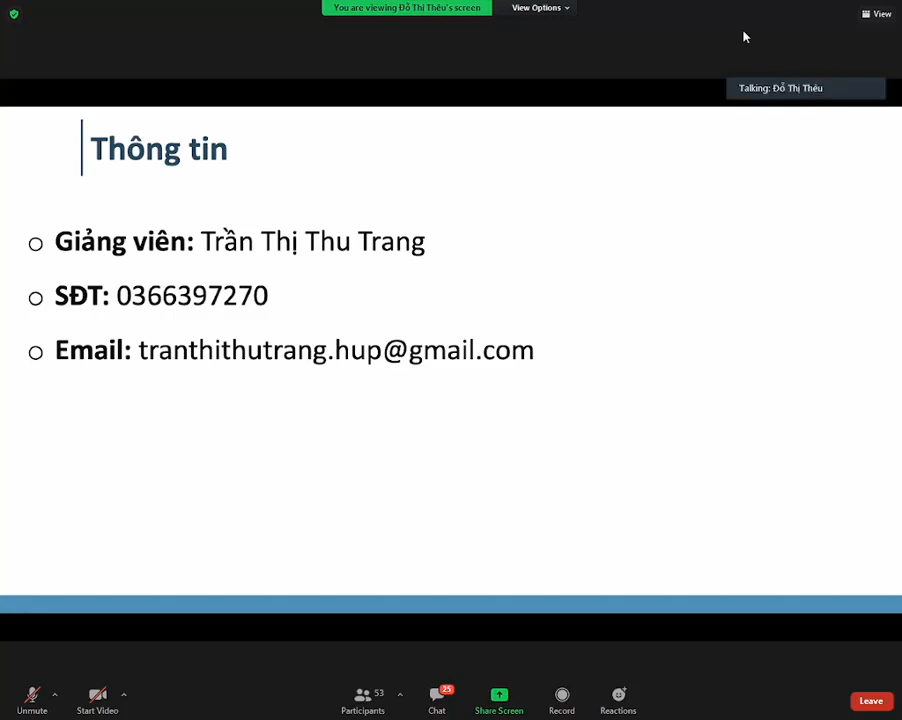 You are viewing Đỗ Thị Thêu's screen
View Options
View
Talking: Đỗ Thị Thêu
Thông tin
Giảng viên: Trần Thị Thu Trang
SĐT: 0366397270
Email: tranthithutrang.hup@gmail.com
53
25
Unmute
Start Video
Participants
Chat
Share Screen
Record
Reactions
Leave